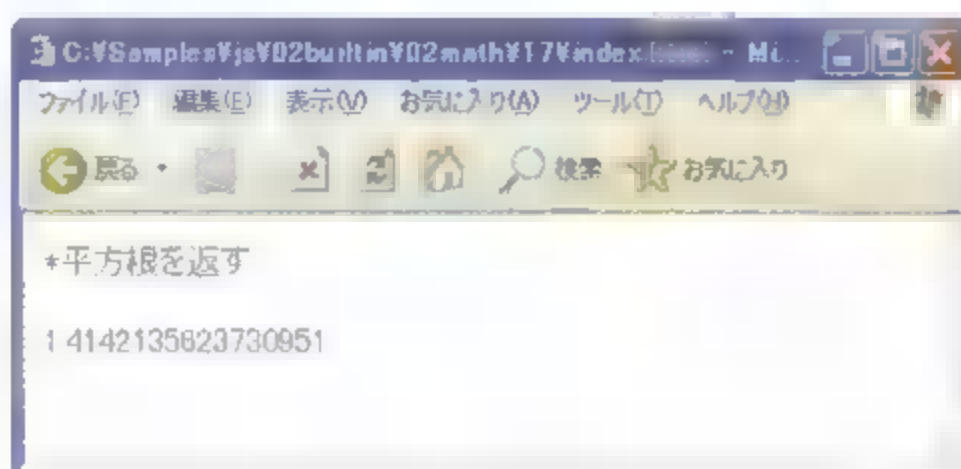 C:¥Samples¥js¥02builtin¥02math¥17¥index. - Mi...
ファイル(F) 編集(E) 表示(V) お気に入り(A) ツール(T) ヘルプ(H)
戻る 検索 お気に入り
*平方根を返す
1.4142135623730951